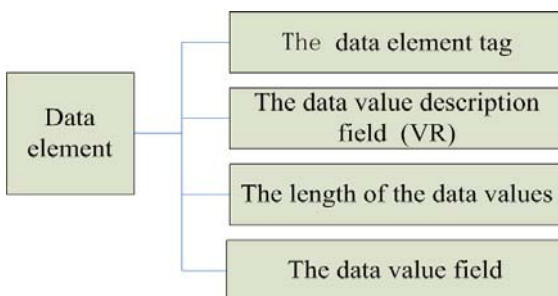 Data
element
The data element tag
The data value description
field (VR)
The length of the data values
The data value field